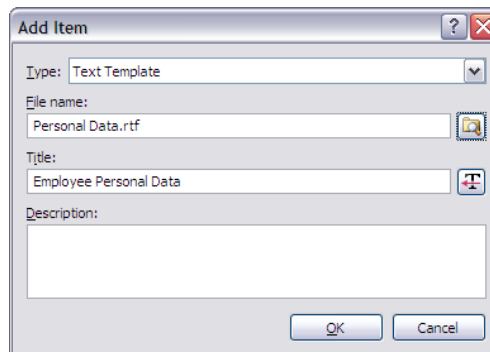 Add Item
Type: Text Template
File name:
Personal Data.rtf
Title:
Employee Personal Data
Description:
OK Cancel